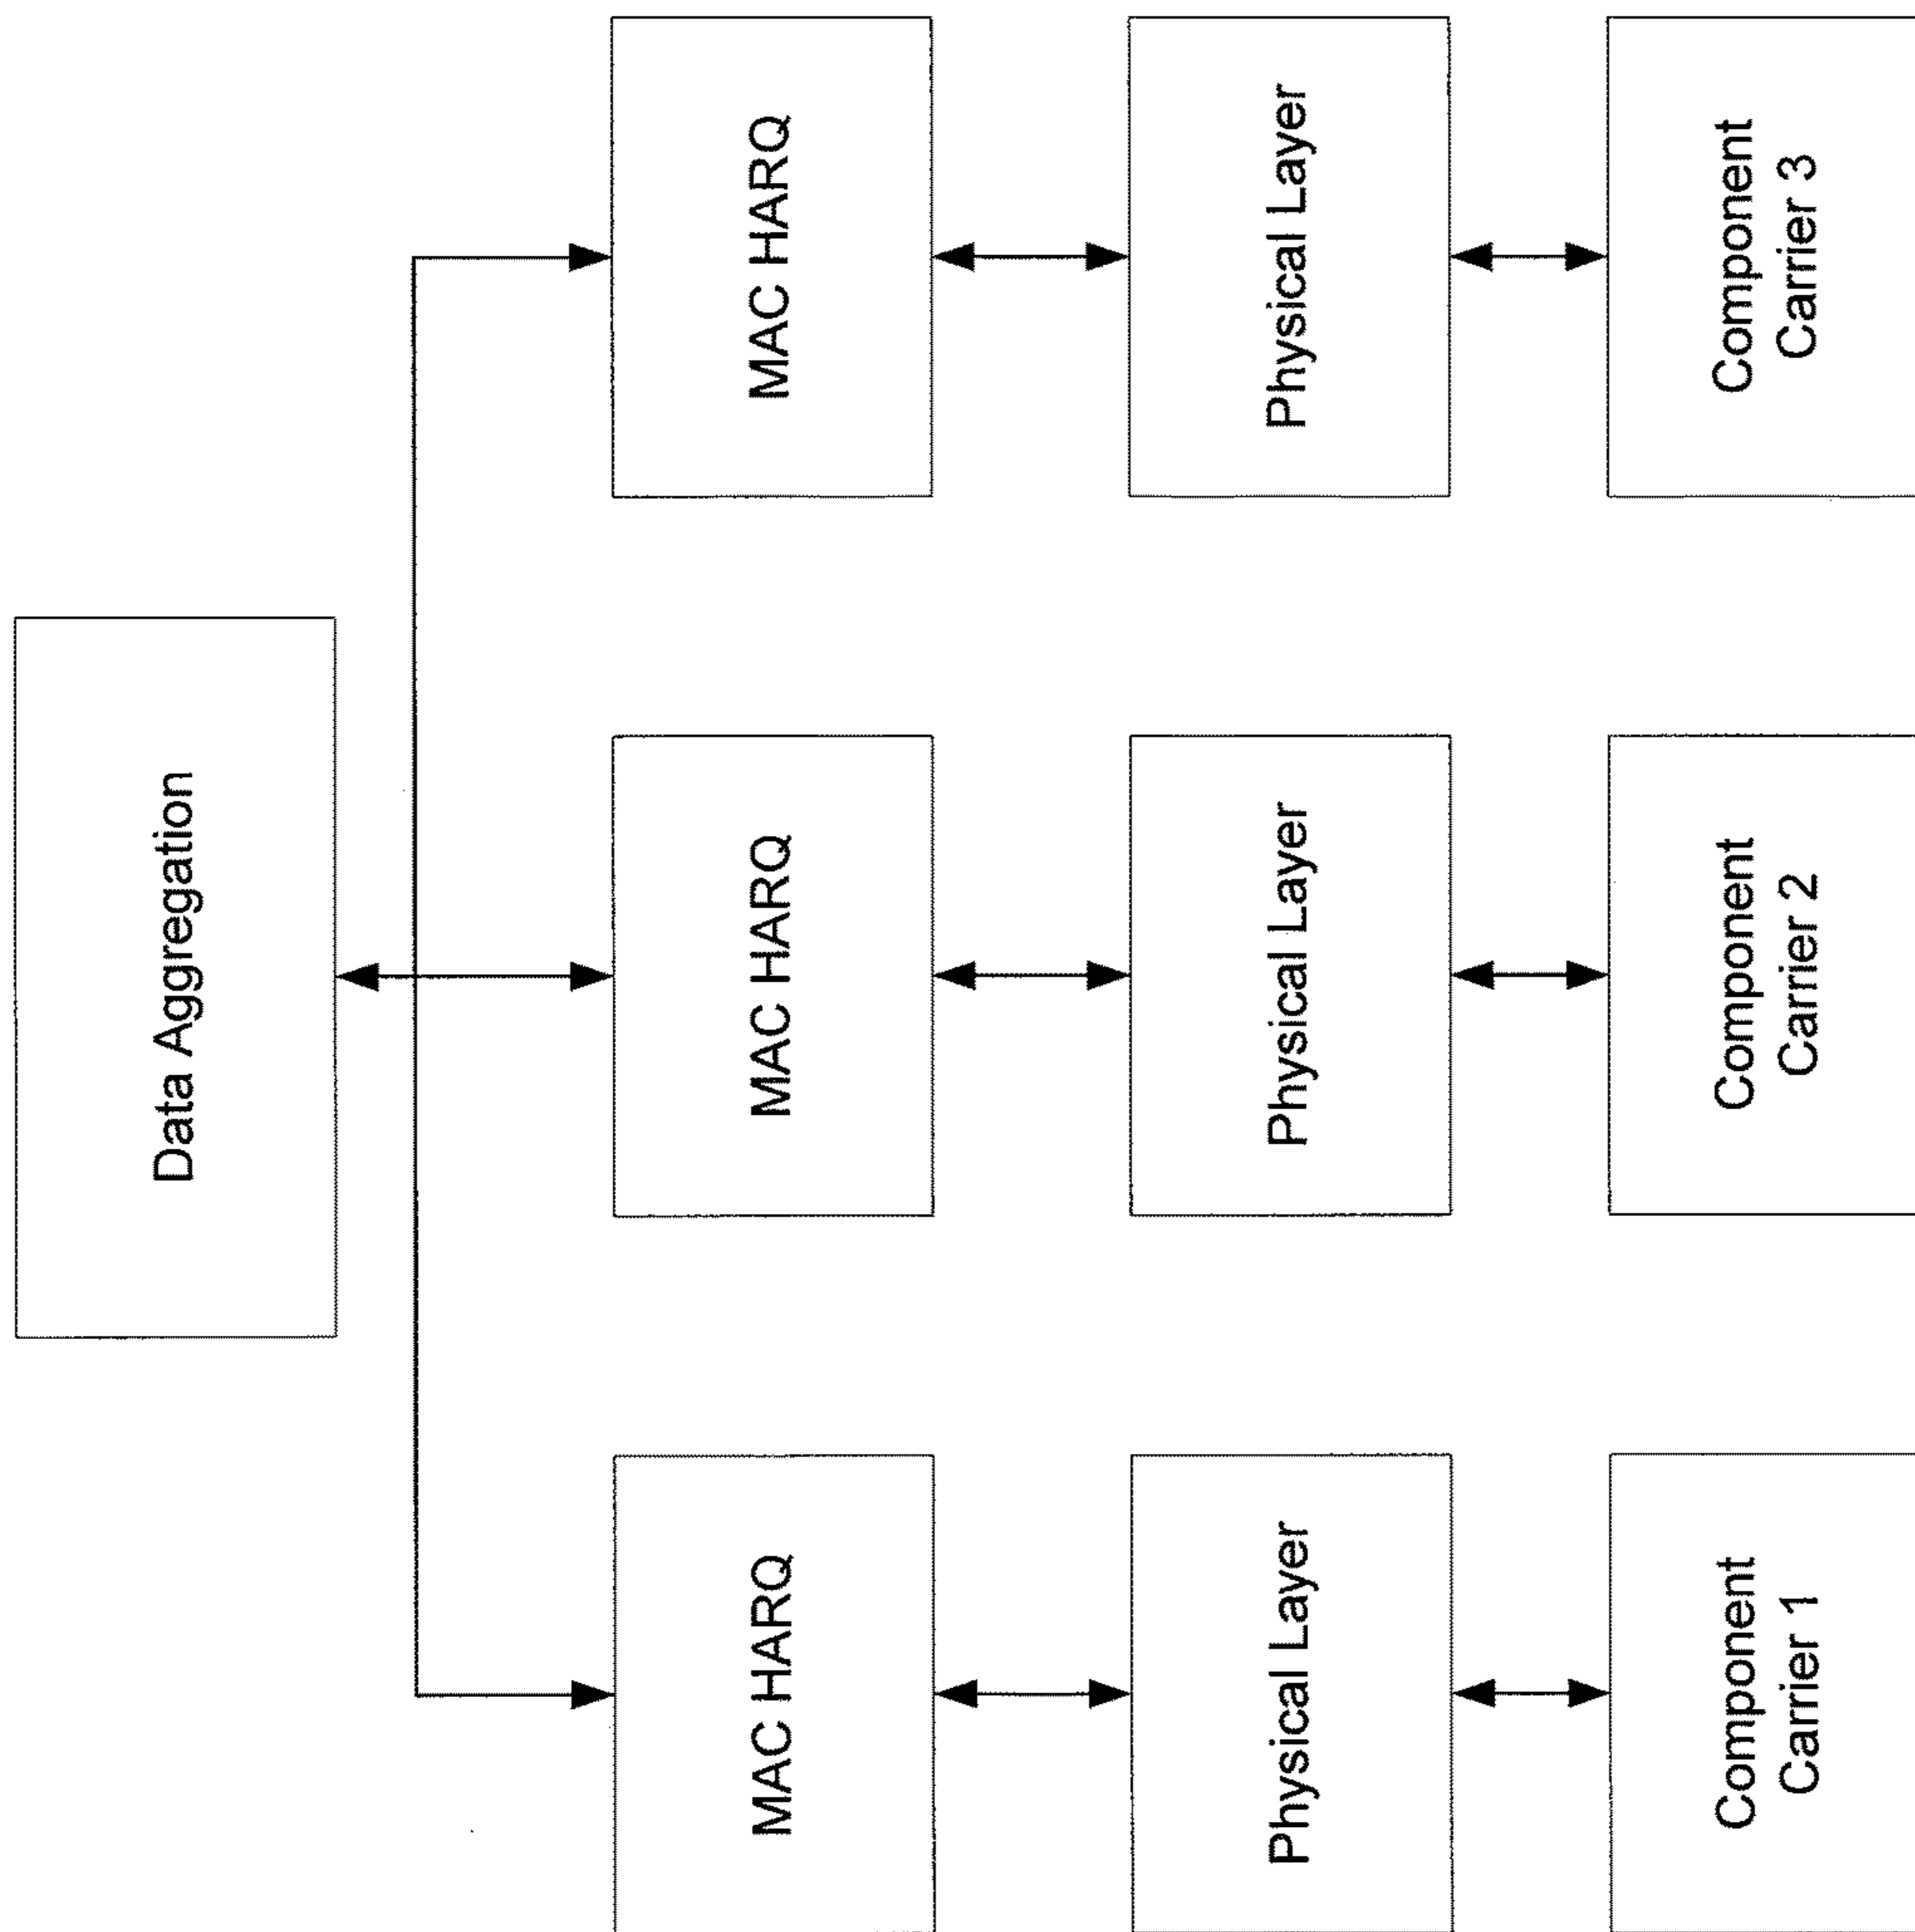 Data Aggregation
MAC HARQ
MAC HARQ
MAC HARQ
Physical Layer
Physical Layer
Physical Layer
Component
Carrier 1
Component
Carrier 2
Component
Carrier 3